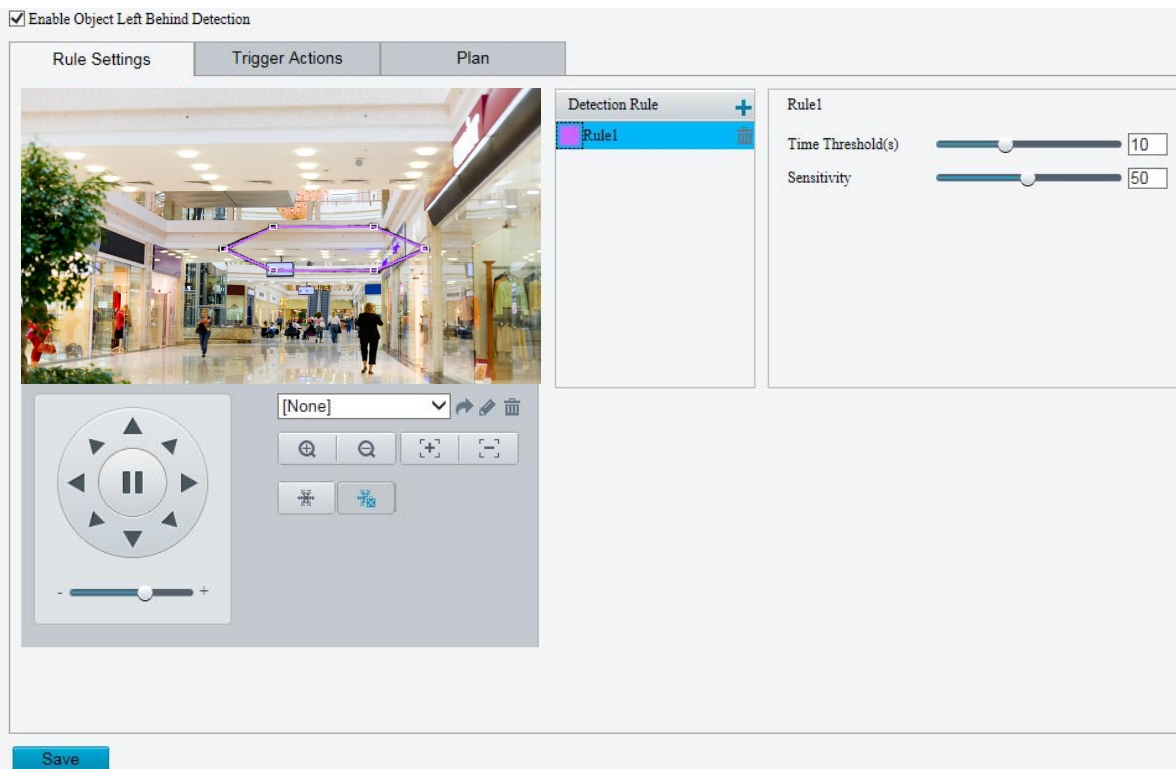 Enable Object Left Behind Detection
Rule Settings
Trigger Actions
Plan
Detection Rule
Rule1
Rule1
Time Threshold(s)
10
Sensitivity
50
[None]
- +
Save